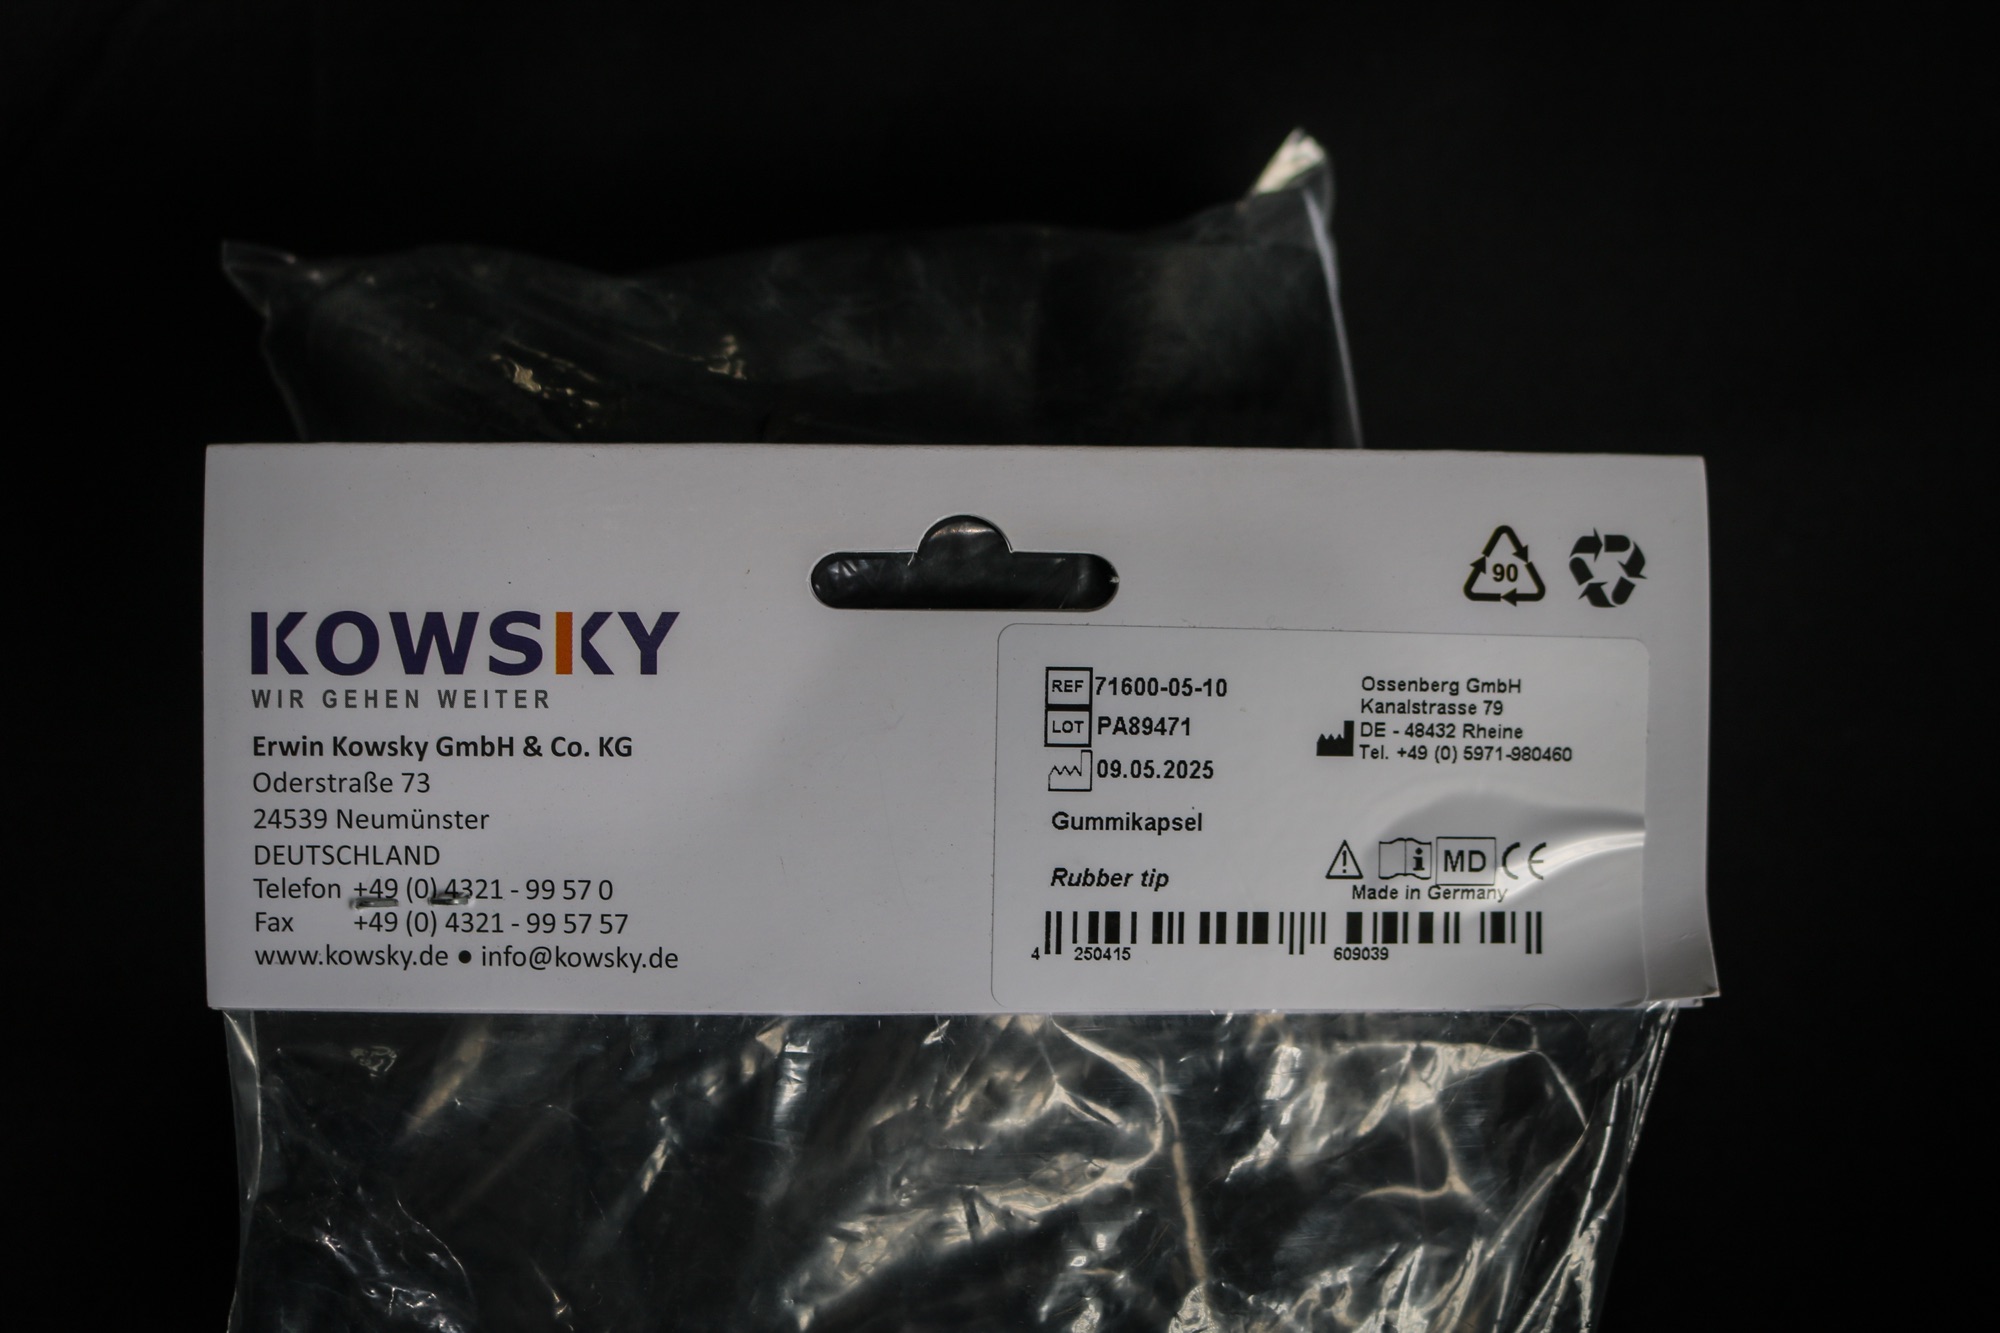 90
KOWSKY
WIR GEHEN WEITER
Erwin Kowsky GmbH & Co. KG
Oderstraße 73
24539 Neumünster
DEUTSCHLAND
Telefon +49 (0) 4321 - 99 57 0
Fax +49 (0) 4321 - 99 57 57
www.kowsky.de ● info@kowsky.de
REF 71600-05-10
LOT PA89471
09.05.2025
Gummikapsel
Rubber tip
Ossenberg GmbH
Kanalstrasse 79
DE - 48432 Rheine
Tel. +49 (0) 5971-980460
MD CE
Made in Germany
4 250415 609039